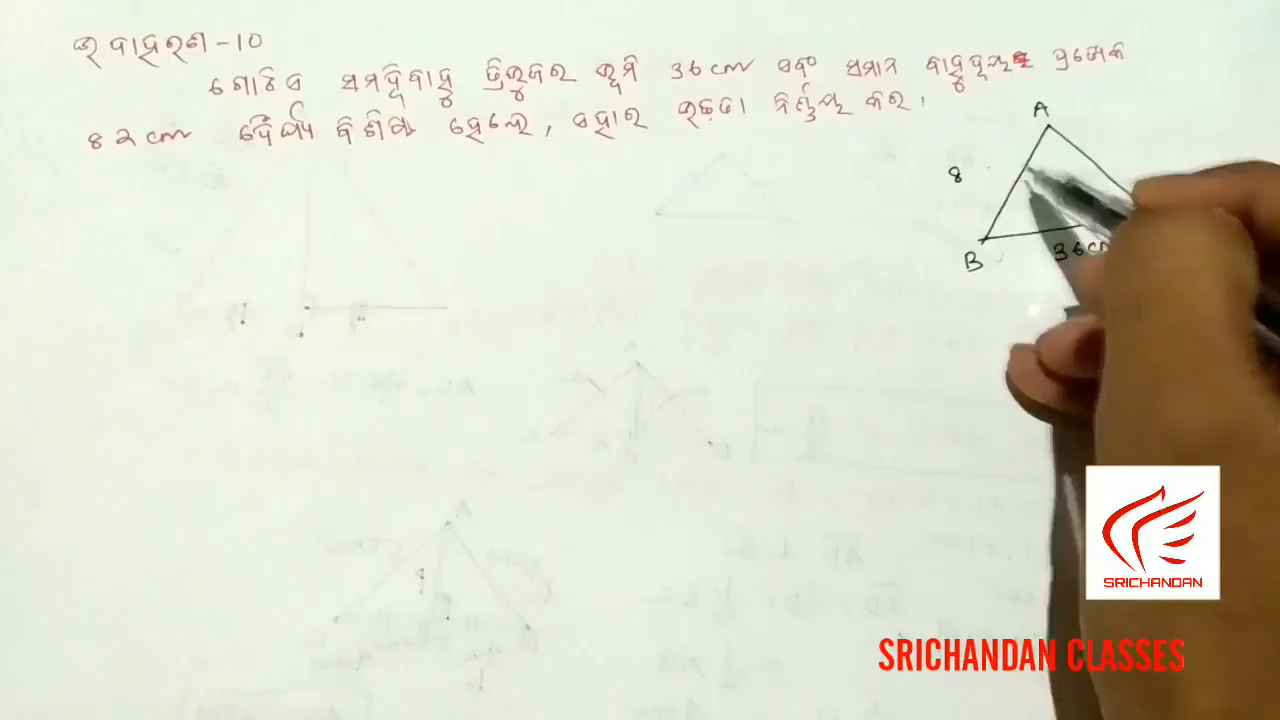 ଉଦାହରଣ-10
ଗୋଟିଏ ସମଦ୍ବିବାହୁ ତ୍ରିଭୁଜର ଭୂମି 36 cm ଏବଂ ସମାନ ବାହୁଦ୍ୱୟର ପ୍ରତ୍ୟେକ
82 cm ଦୈର୍ଘ୍ୟ ବିଶିଷ୍ଟ ହେଲେ, ଏହାର ଉଚ୍ଚତା ନିର୍ଣ୍ଣୟ କର ।
A
8
B
36 cm
SRICHANDAN
SRICHANDAN CLASSES